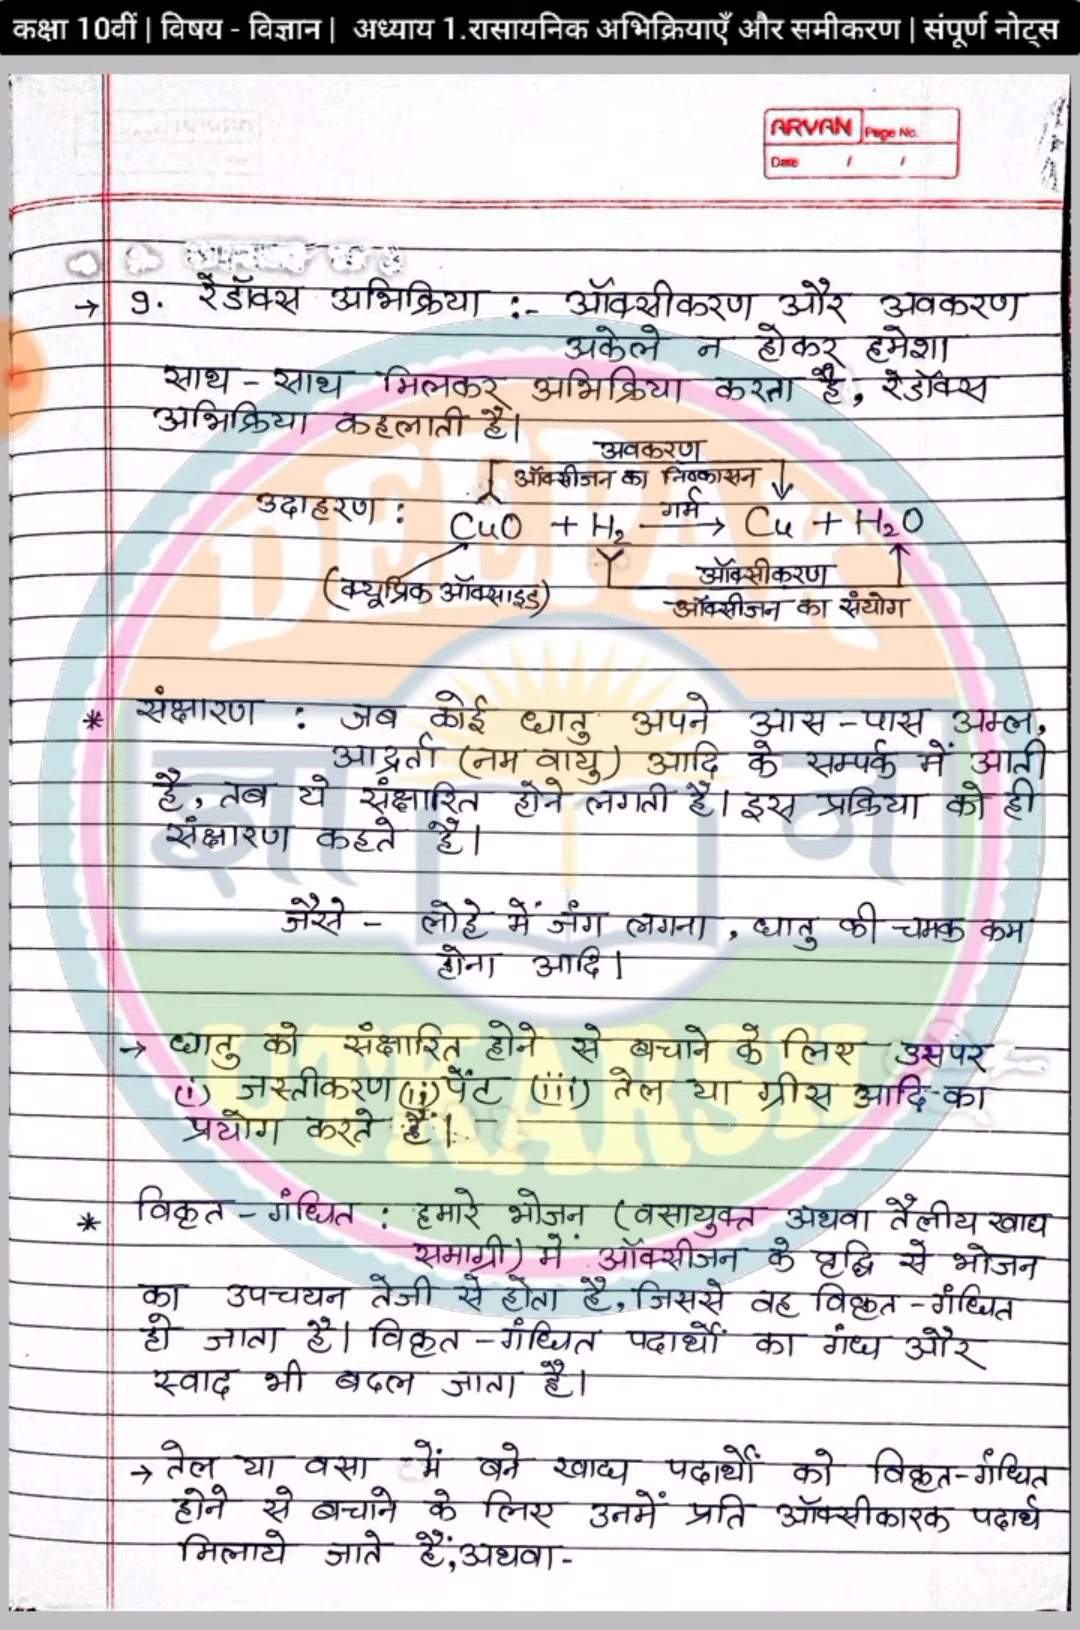 कक्षा 10वीं | विषय - विज्ञान | अध्याय 1.रासायनिक अभिक्रियाएँ और समीकरण | संपूर्ण नोट्स
ARVAN Page No.
Date / /
→ 9. रेडॉक्स अभिक्रिया :- ऑक्सीकरण और अवकरण
अकेले न होकर हमेशा
साथ - साथ मिलकर अभिक्रिया करता है, रेडॉक्स
अभिक्रिया कहलाती है।
अवकरण
ऑक्सीजन का निष्कासन
उदाहरण : CuO + H₂ गर्म → Cu + H₂O
(क्यूप्रिक ऑक्साइड)
ऑक्सीकरण
ऑक्सीजन का संयोग
* संक्षारण : जब कोई धातु अपने आस-पास अम्ल,
आद्रर्ता (नम वायु) आदि के सम्पर्क में आती
है, तब ये संक्षारित होने लगती है। इस प्रक्रिया को ही
संक्षारण कहते है।
जैसे - लोहे में जंग लगना, धातु की चमक कम
होना आदि।
→ धातु को संक्षारित होने से बचाने के लिए उसपर
(i) जस्तीकरण (ii) पेंट (iii) तेल या ग्रीस आदि का
प्रयोग करते हैं।
* विकृत - गंधित : हमारे भोजन (वसायुक्त अथवा तैलीय खाद्य
समाग्री) में ऑक्सीजन के वृद्धि से भोजन
का उपचयन तेजी से होता है, जिससे वह विकृत - गंधित
हो जाता है। विकृत - गंधित पदार्थों का गंध और
स्वाद भी बदल जाता है।
→ तेल या वसा में बने खाद्य पदार्थों को विकृत-गंधित
होने से बचाने के लिए उनमें प्रति ऑक्सीकारक पदार्थ
मिलाये जाते हैं, अथवा -
DEEPAK
ज्ञान
UTKARSH